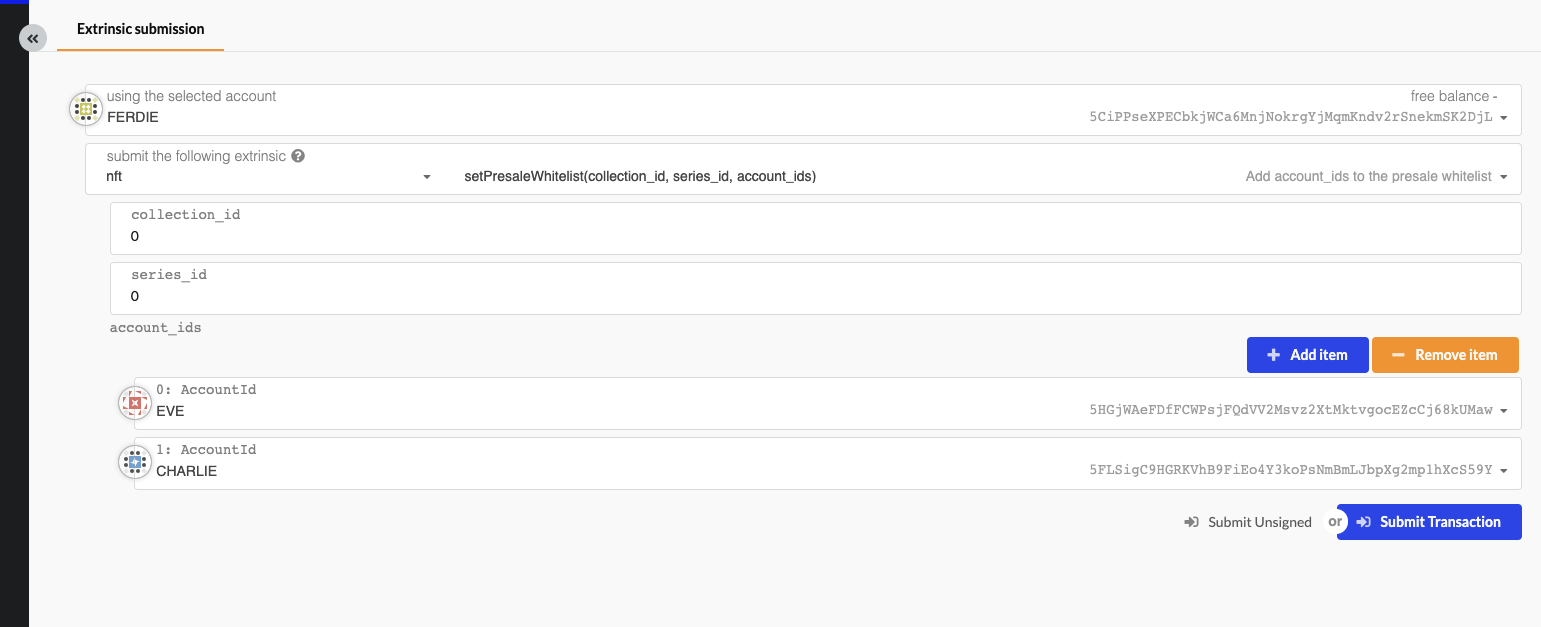 Extrinsic submission
using the selected account
free balance -
FERDIE
5CiPPseXPECbkjWCa6MnjNokrgYjMqmKndv2rSnekmSK2DjL
submit the following extrinsic
nft
setPresaleWhitelist(collection_id, series_id, account_ids)
Add account_ids to the presale whitelist
collection_id
0
series_id
0
account_ids
Add item
Remove item
0: AccountId
EVE
5HGjWAeFDfFCWPsjFQdVV2Msvz2XtMktvgocEZcCj68kUMaw
1: AccountId
CHARLIE
5FLSigC9HGRKVhB9FiEo4Y3koPsNmBmLJbpXg2mp1hXcS59Y
Submit Unsigned
or
Submit Transaction